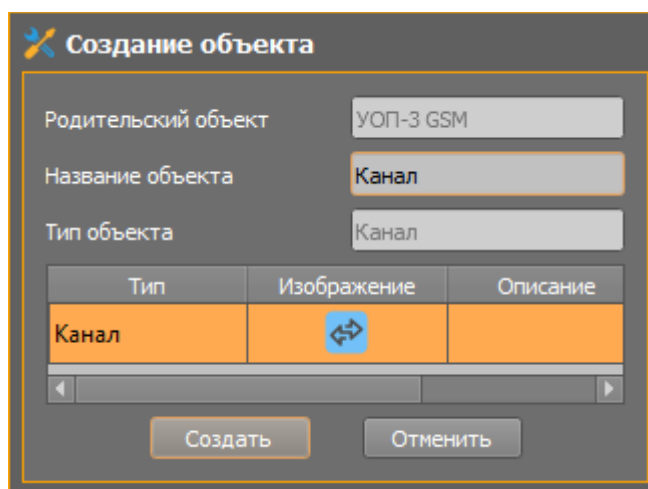 Создание объекта
Родительский объект УОП-3 GSM
Название объекта Канал
Тип объекта Канал
Тип Изображение Описание
Канал
Создать Отменить